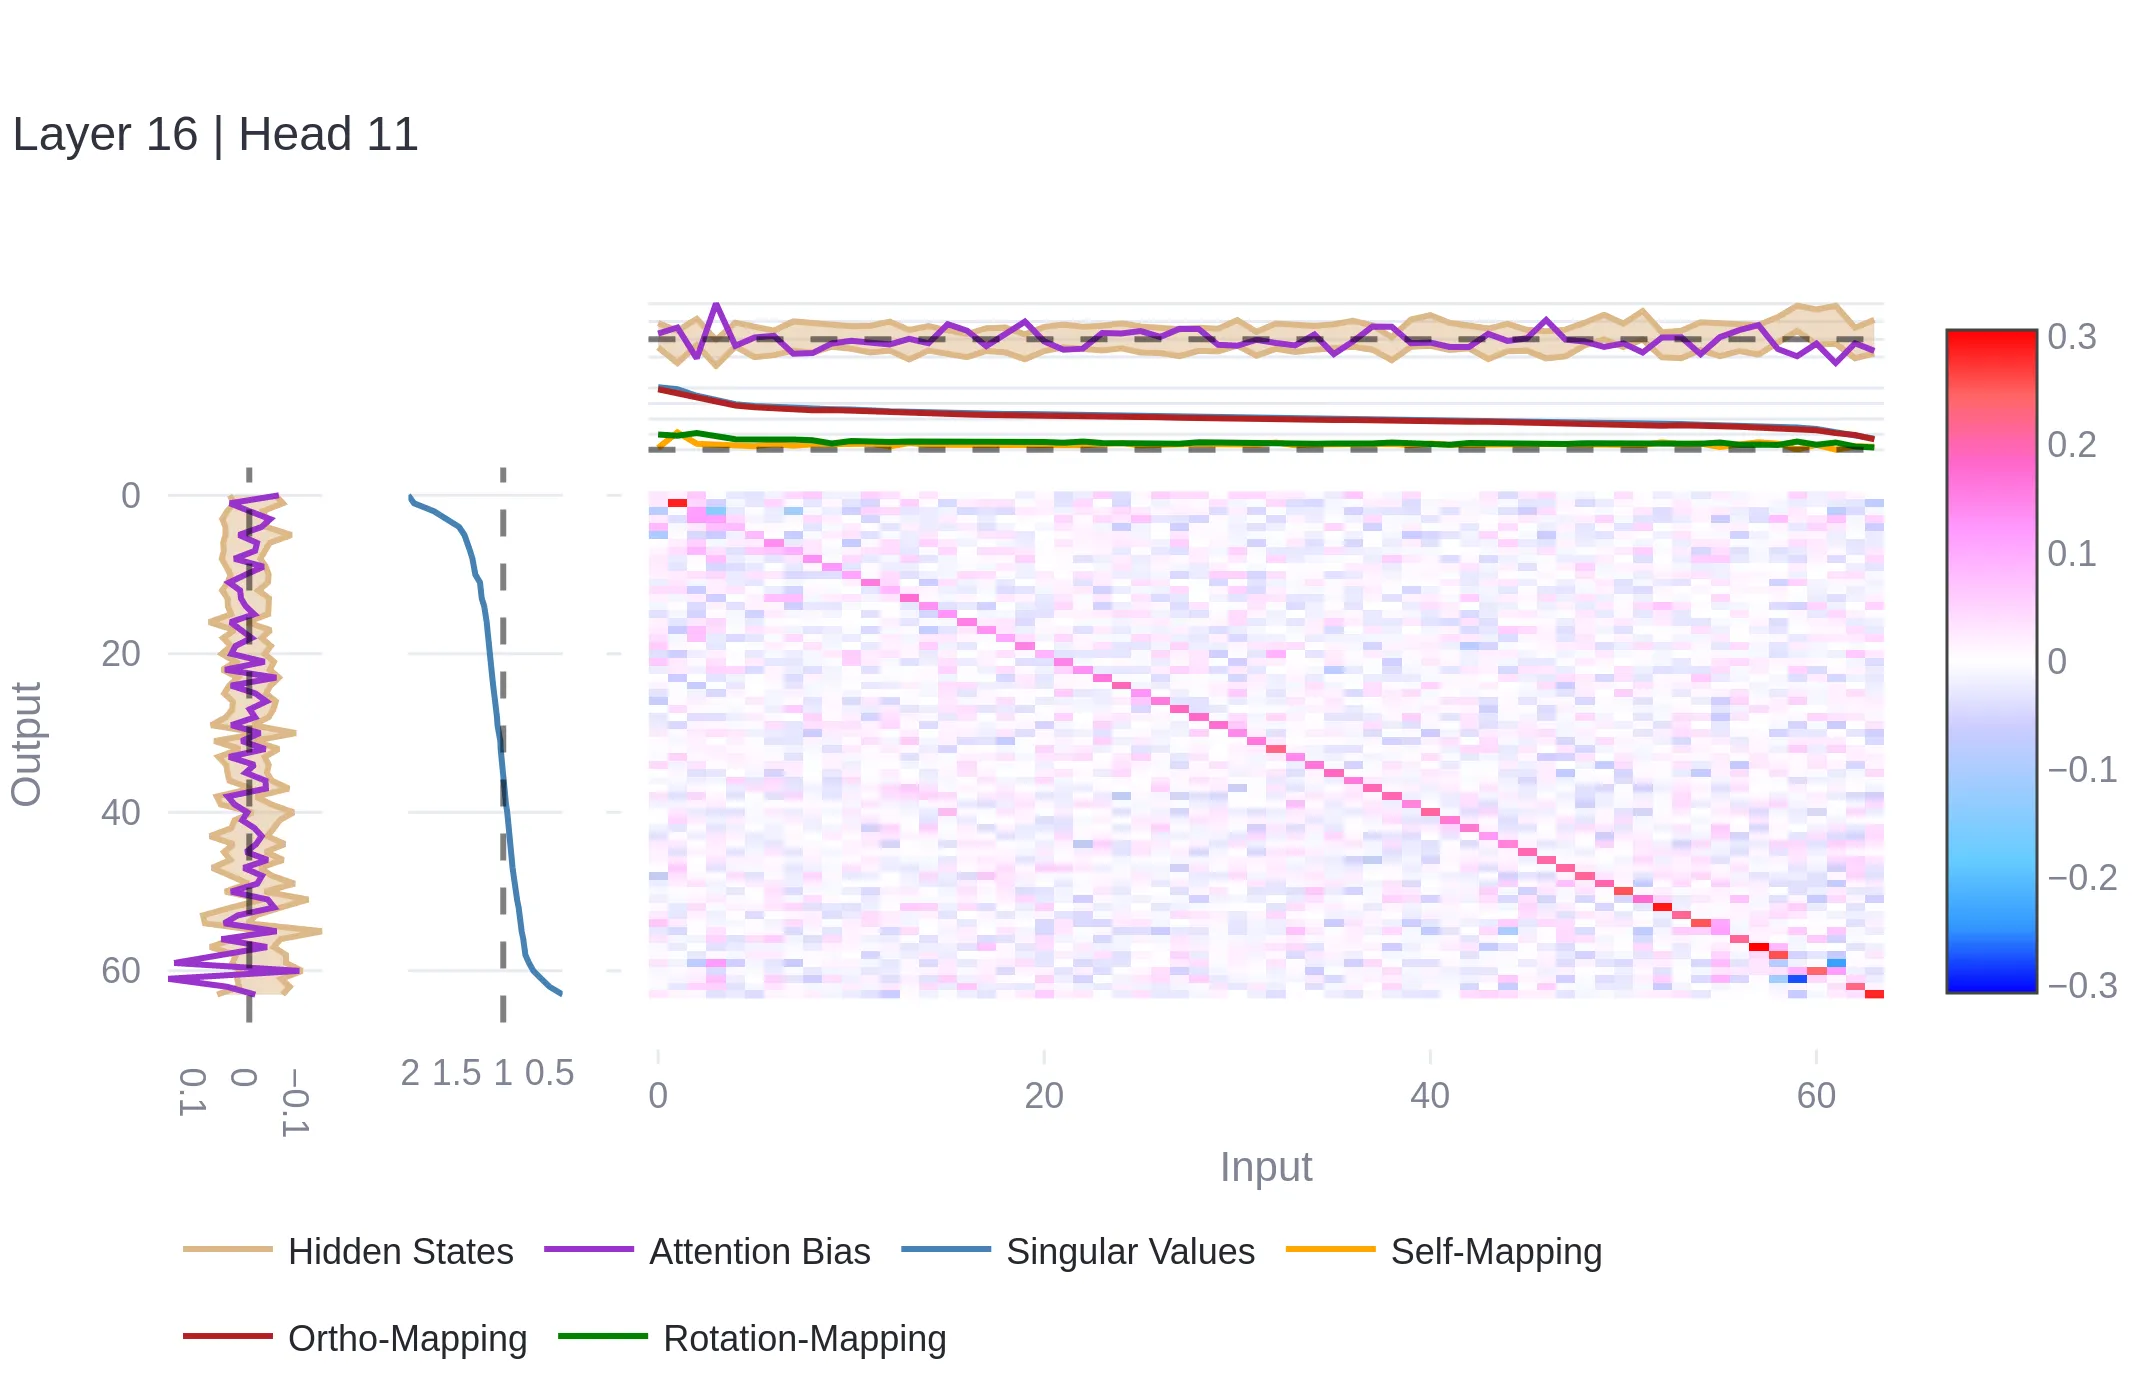 Layer 16 | Head 11
0
20
40
60
Output
0.1
0
−0.1
2 1.5 1 0.5
0
20
40
60
Input
0.3
0.2
0.1
0
−0.1
−0.2
−0.3
Hidden States
Attention Bias
Singular Values
Self-Mapping
Ortho-Mapping
Rotation-Mapping